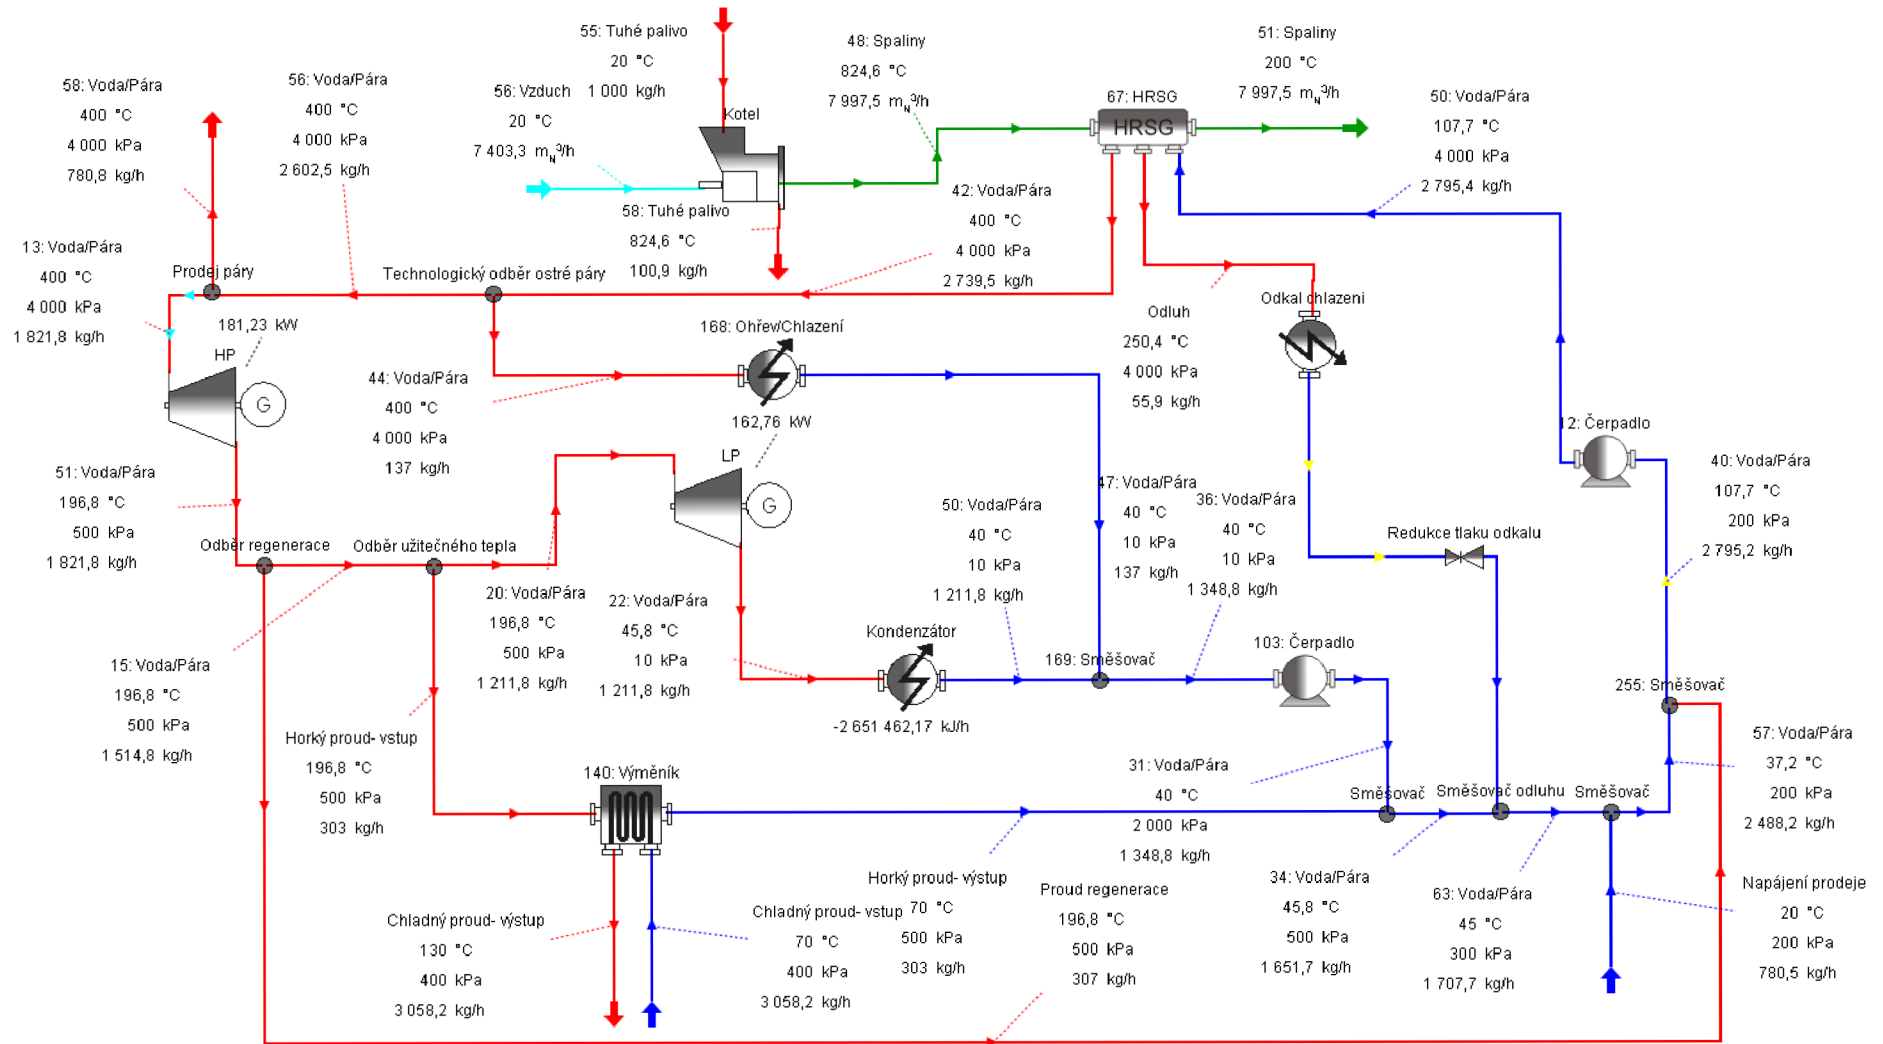 55: Tuhé palivo
20 °C
1 000 kg/h
48: Spaliny
824,6 °C
7 997,5 m_N³/h
51: Spaliny
200 °C
7 997,5 m_N³/h
58: Voda/Pára
400 °C
4 000 kPa
780,8 kg/h
56: Voda/Pára
400 °C
4 000 kPa
2 602,5 kg/h
56: Vzduch
20 °C
7 403,3 m_N³/h
Kotel
67: HRSG
HRSG
50: Voda/Pára
107,7 °C
4 000 kPa
2 795,4 kg/h
58: Tuhé palivo
824,6 °C
100,9 kg/h
42: Voda/Pára
400 °C
4 000 kPa
2 739,5 kg/h
13: Voda/Pára
400 °C
4 000 kPa
1 821,8 kg/h
Prodej páry
Technologický odběr ostré páry
181,23 kW
HP
G
168: Ohřev/Chlazení
Odluh
250,4 °C
4 000 kPa
55,9 kg/h
Odkal chlazeni
44: Voda/Pára
400 °C
4 000 kPa
137 kg/h
162,76 kW
LP
G
12: Čerpadlo
51: Voda/Pára
196,8 °C
500 kPa
1 821,8 kg/h
Odběr regenerace
Odběr užitečného tepla
50: Voda/Pára
40 °C
10 kPa
1 211,8 kg/h
47: Voda/Pára
40 °C
10 kPa
137 kg/h
36: Voda/Pára
40 °C
10 kPa
1 348,8 kg/h
Redukce tlaku odkalu
40: Voda/Pára
107,7 °C
200 kPa
2 795,2 kg/h
20: Voda/Pára
196,8 °C
500 kPa
1 211,8 kg/h
22: Voda/Pára
45,8 °C
10 kPa
1 211,8 kg/h
Kondenzátor
-2 651 462,17 kJ/h
169: Směšovač
103: Čerpadlo
255: Směšovač
15: Voda/Pára
196,8 °C
500 kPa
1 514,8 kg/h
Horký proud- vstup
196,8 °C
500 kPa
303 kg/h
140: Výměník
31: Voda/Pára
40 °C
2 000 kPa
1 348,8 kg/h
Směšovač
Směšovač odluhu
Směšovač
57: Voda/Pára
37,2 °C
200 kPa
2 488,2 kg/h
Chladný proud- výstup
130 °C
400 kPa
3 058,2 kg/h
Chladný proud- vstup
70 °C
400 kPa
3 058,2 kg/h
Horký proud- výstup
70 °C
500 kPa
303 kg/h
Proud regenerace
196,8 °C
500 kPa
307 kg/h
34: Voda/Pára
45,8 °C
500 kPa
1 651,7 kg/h
63: Voda/Pára
45 °C
300 kPa
1 707,7 kg/h
Napájení prodeje
20 °C
200 kPa
780,5 kg/h